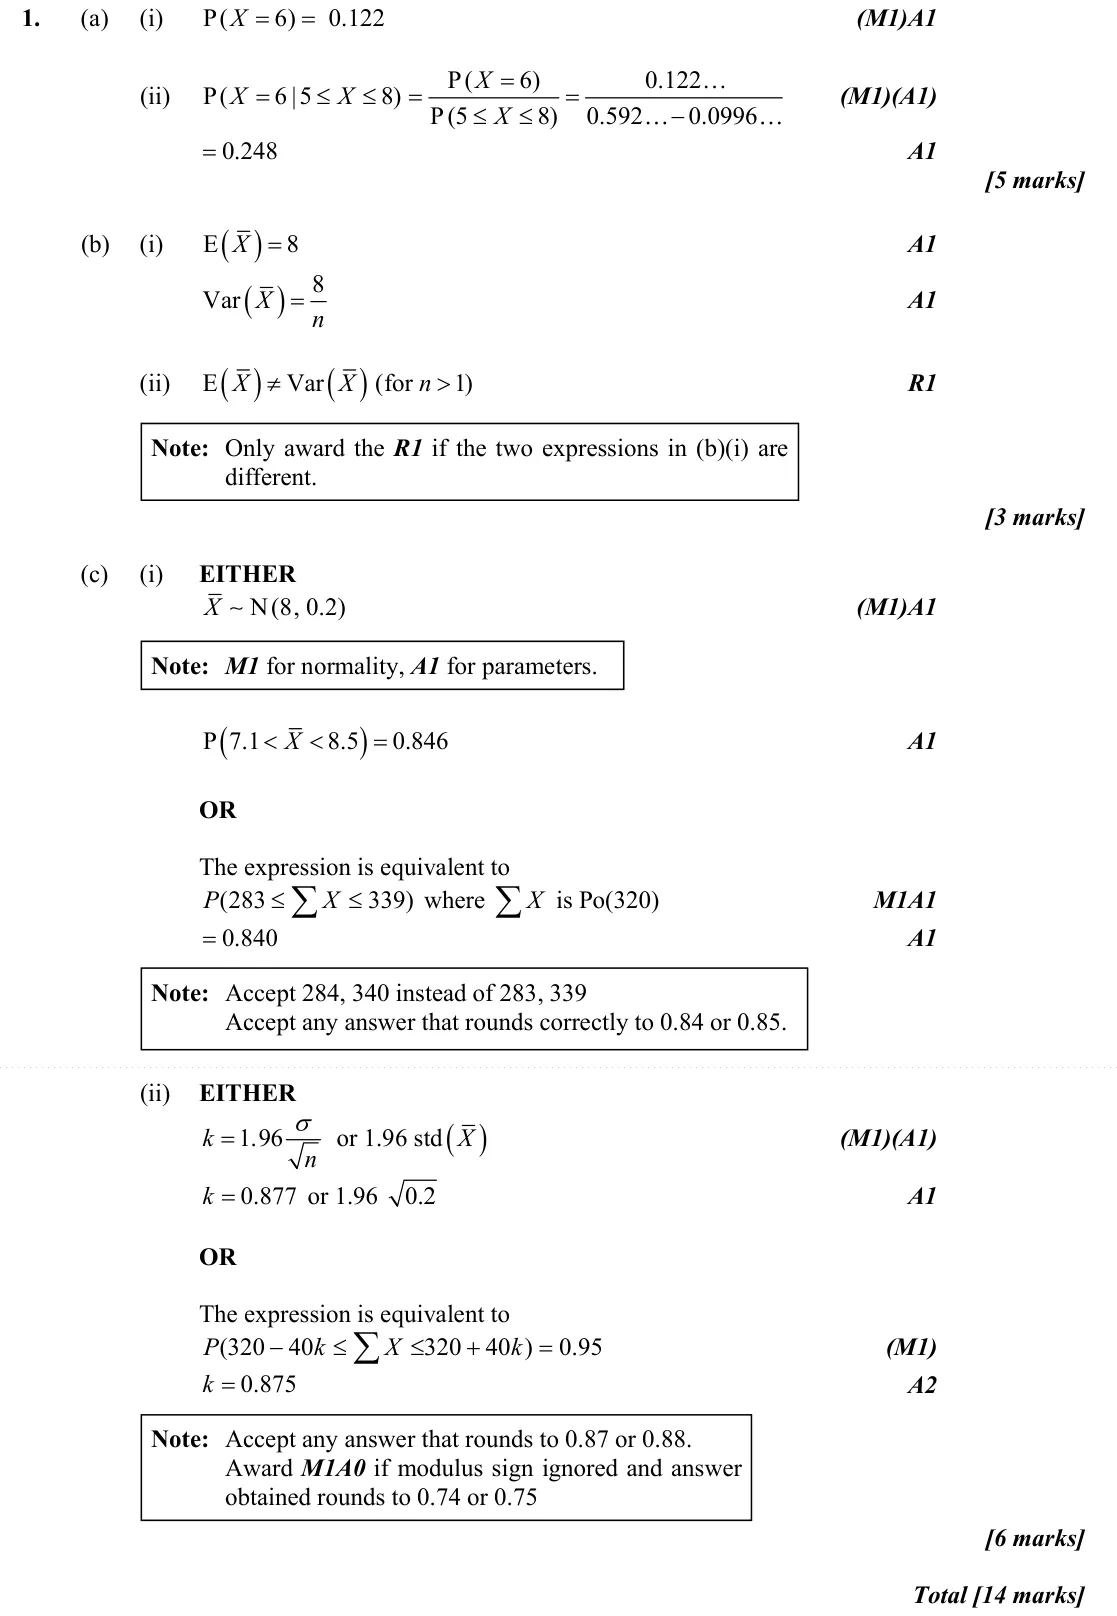 1. (a) (i) P(X = 6) = 0.122 (M1)A1
(ii) P(X = 6 | 5 ≤ X ≤ 8) = P(X = 6) / P(5 ≤ X ≤ 8) = 0.122… / 0.592… − 0.0996… (M1)(A1)
= 0.248 A1
[5 marks]
(b) (i) E(X̅) = 8 A1
Var(X̅) = 8/n A1
(ii) E(X̅) ≠ Var(X̅) (for n > 1) R1
Note: Only award the R1 if the two expressions in (b)(i) are
different.
[3 marks]
(c) (i) EITHER
X̅ ~ N(8, 0.2) (M1)A1
Note: M1 for normality, A1 for parameters.
P(7.1 < X̅ < 8.5) = 0.846 A1
OR
The expression is equivalent to
P(283 ≤ ∑X ≤ 339) where ∑X is Po(320) M1A1
= 0.840 A1
Note: Accept 284, 340 instead of 283, 339
Accept any answer that rounds correctly to 0.84 or 0.85.
(ii) EITHER
k = 1.96 σ/√n or 1.96 std(X̅) (M1)(A1)
k = 0.877 or 1.96 √0.2 A1
OR
The expression is equivalent to
P(320 − 40k ≤ ∑X ≤ 320 + 40k) = 0.95 (M1)
k = 0.875 A2
Note: Accept any answer that rounds to 0.87 or 0.88.
Award M1A0 if modulus sign ignored and answer
obtained rounds to 0.74 or 0.75
[6 marks]
Total [14 marks]